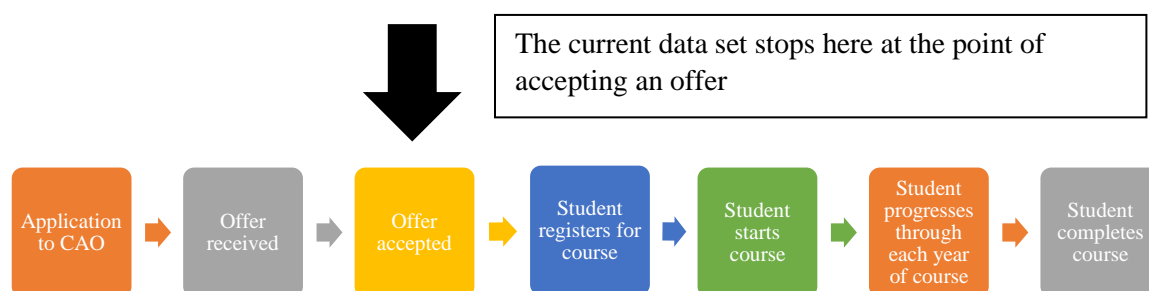 The current data set stops here at the point of
accepting an offer
Application
to CAO
Offer
received
Offer
accepted
Student
registers for
course
Student
starts
course
Student
progresses
through
each year
of course
Student
completes
course